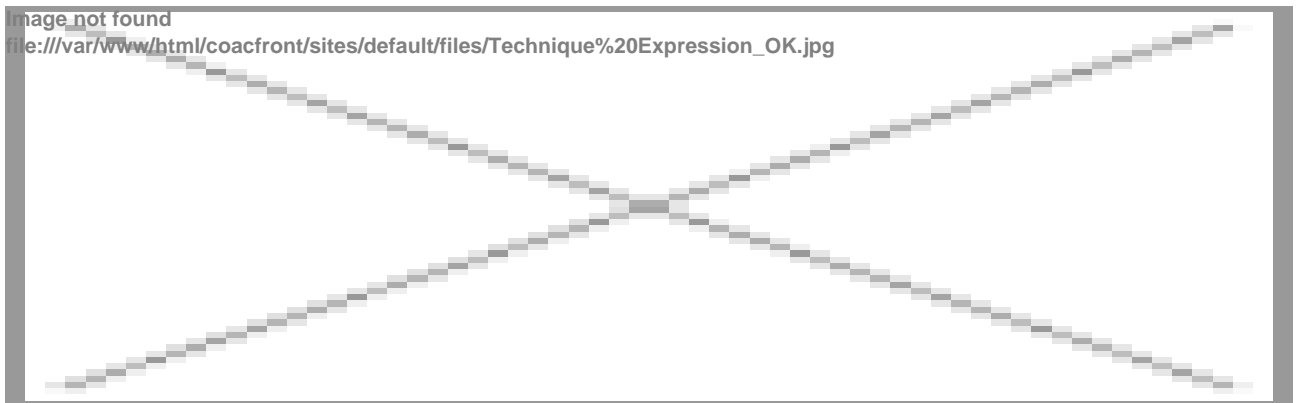 Image not found
file:///var/www/html/coacfront/sites/default/files/Technique%20Expression_OK.jpg